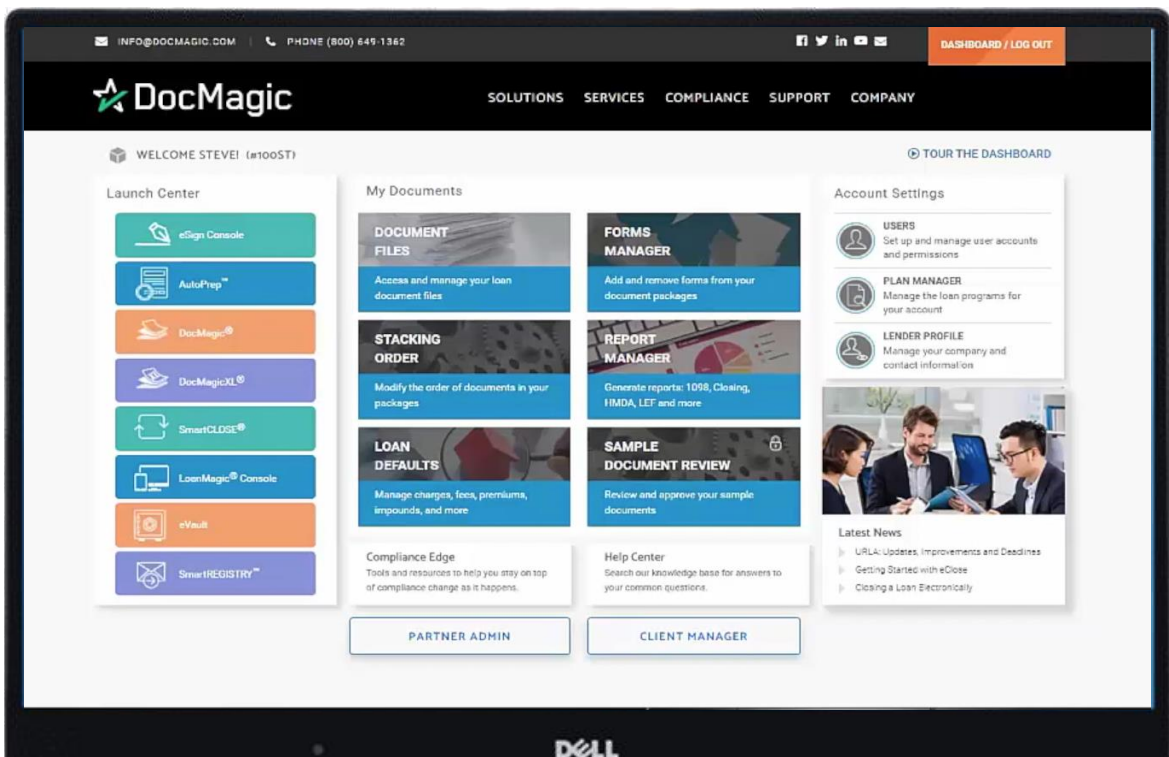 INFO@DOCMAGIC.COM | PHONE (800) 649-1362
DASHBOARD / LOG OUT
DocMagic
SOLUTIONS SERVICES COMPLIANCE SUPPORT COMPANY
WELCOME STEVE! (#100ST)
TOUR THE DASHBOARD
Launch Center
eSign Console
AutoPrep™
DocMagic®
DocMagicXL®
SmartCLOSE®
LoanMagic® Console
eVault
SmartREGISTRY™
My Documents
DOCUMENT
FILES
Access and manage your loan
document files
FORMS
MANAGER
Add and remove forms from your
document packages
STACKING
ORDER
Modify the order of documents in your
packages
REPORT
MANAGER
Generate reports: 1098, Closing,
HMDA, LEF and more
LOAN
DEFAULTS
Manage charges, fees, premiums,
impounds, and more
SAMPLE
DOCUMENT REVIEW
Review and approve your sample
documents
Compliance Edge
Tools and resources to help you stay on top
of compliance change as it happens.
Help Center
Search our knowledge base for answers to
your common questions.
PARTNER ADMIN
CLIENT MANAGER
Account Settings
USERS
Set up and manage user accounts
and permissions
PLAN MANAGER
Manage the loan programs for
your account
LENDER PROFILE
Manage your company and
contact information
Latest News
URLA: Updates, Improvements and Deadlines
Getting Started with eClose
Closing a Loan Electronically
DELL